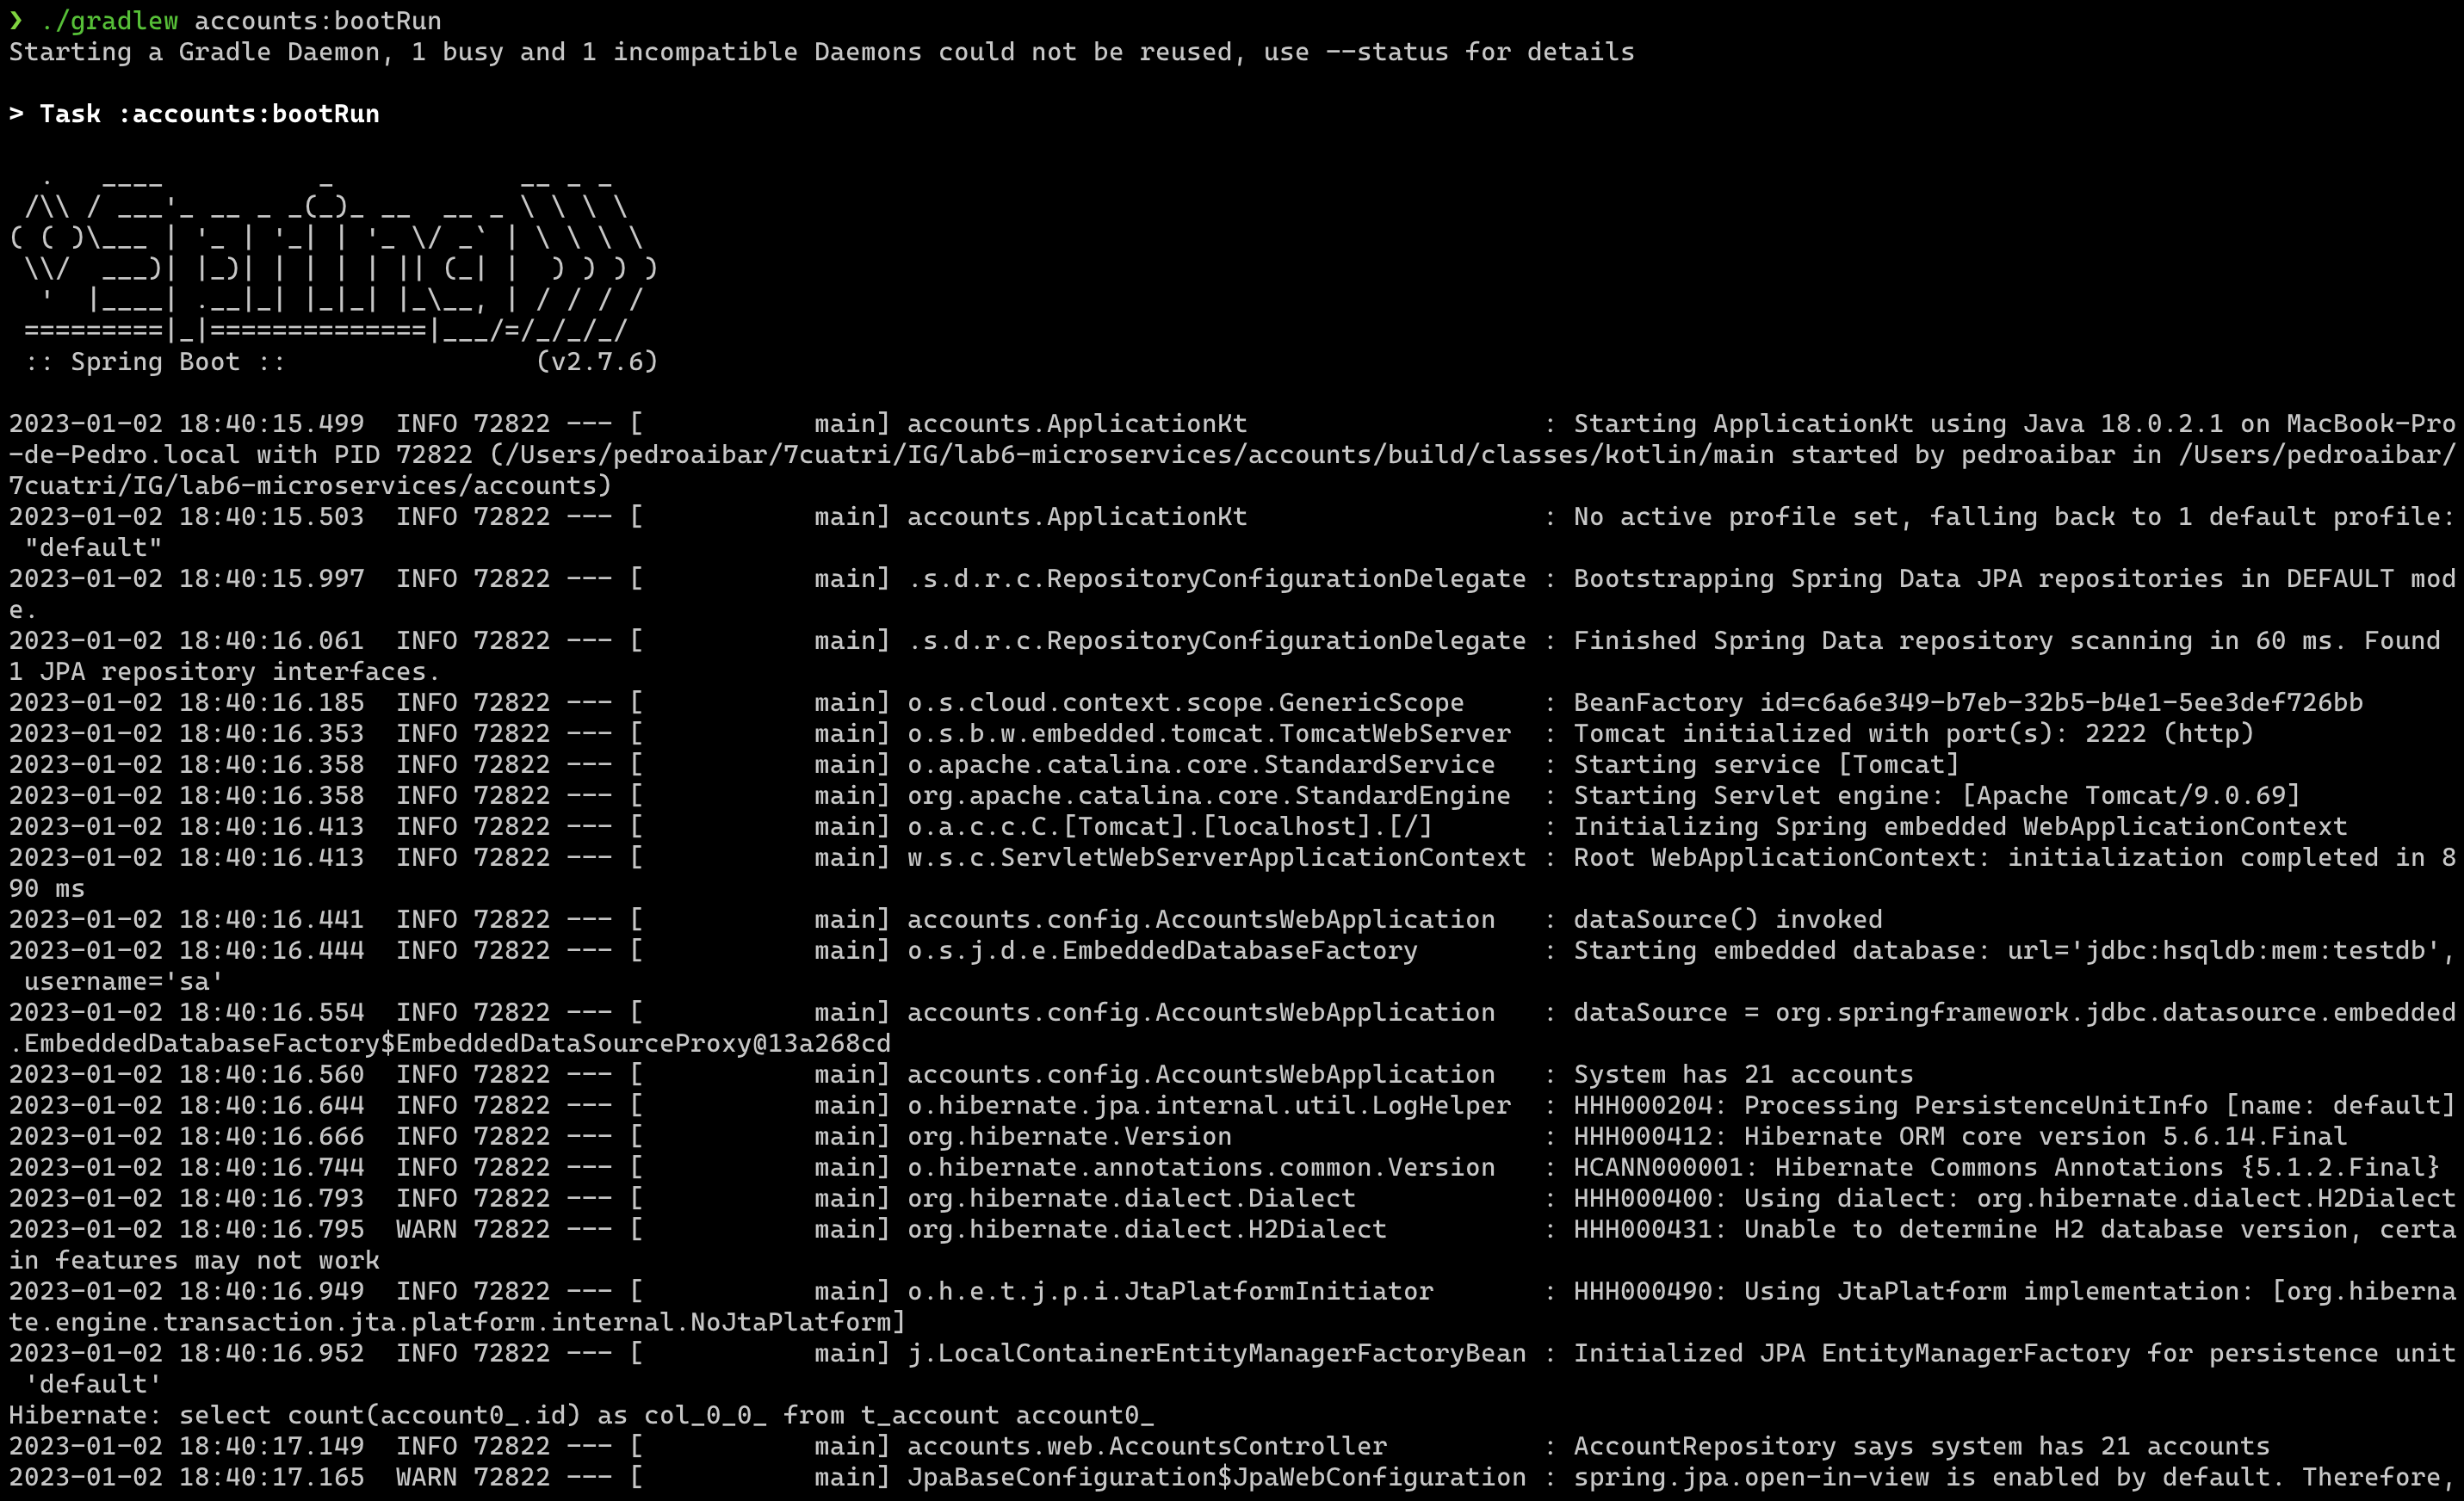 ❯ ./gradlew accounts:bootRun
Starting a Gradle Daemon, 1 busy and 1 incompatible Daemons could not be reused, use --status for details

> Task :accounts:bootRun

  .   ____          _            __ _ _
 /\\ / ___'_ __ _ _(_)_ __  __ _ \ \ \ \
( ( )\___ | '_ | '_| | '_ \/ _` | \ \ \ \
 \\/  ___)| |_)| | | | | || (_| |  ) ) ) )
  '  |____| .__|_| |_|_| |_\__, | / / / /
 =========|_|==============|___/=/_/_/_/
 :: Spring Boot ::                (v2.7.6)

2023-01-02 18:40:15.499  INFO 72822 --- [           main] accounts.ApplicationKt                   : Starting ApplicationKt using Java 18.0.2.1 on MacBook-Pro
-de-Pedro.local with PID 72822 (/Users/pedroaibar/7cuatri/IG/lab6-microservices/accounts/build/classes/kotlin/main started by pedroaibar in /Users/pedroaibar/
7cuatri/IG/lab6-microservices/accounts)
2023-01-02 18:40:15.503  INFO 72822 --- [           main] accounts.ApplicationKt                   : No active profile set, falling back to 1 default profile:
 "default"
2023-01-02 18:40:15.997  INFO 72822 --- [           main] .s.d.r.c.RepositoryConfigurationDelegate : Bootstrapping Spring Data JPA repositories in DEFAULT mod
e.
2023-01-02 18:40:16.061  INFO 72822 --- [           main] .s.d.r.c.RepositoryConfigurationDelegate : Finished Spring Data repository scanning in 60 ms. Found
1 JPA repository interfaces.
2023-01-02 18:40:16.185  INFO 72822 --- [           main] o.s.cloud.context.scope.GenericScope     : BeanFactory id=c6a6e349-b7eb-32b5-b4e1-5ee3def726bb
2023-01-02 18:40:16.353  INFO 72822 --- [           main] o.s.b.w.embedded.tomcat.TomcatWebServer  : Tomcat initialized with port(s): 2222 (http)
2023-01-02 18:40:16.358  INFO 72822 --- [           main] o.apache.catalina.core.StandardService   : Starting service [Tomcat]
2023-01-02 18:40:16.358  INFO 72822 --- [           main] org.apache.catalina.core.StandardEngine  : Starting Servlet engine: [Apache Tomcat/9.0.69]
2023-01-02 18:40:16.413  INFO 72822 --- [           main] o.a.c.c.C.[Tomcat].[localhost].[/]       : Initializing Spring embedded WebApplicationContext
2023-01-02 18:40:16.413  INFO 72822 --- [           main] w.s.c.ServletWebServerApplicationContext : Root WebApplicationContext: initialization completed in 8
90 ms
2023-01-02 18:40:16.441  INFO 72822 --- [           main] accounts.config.AccountsWebApplication   : dataSource() invoked
2023-01-02 18:40:16.444  INFO 72822 --- [           main] o.s.j.d.e.EmbeddedDatabaseFactory        : Starting embedded database: url='jdbc:hsqldb:mem:testdb',
 username='sa'
2023-01-02 18:40:16.554  INFO 72822 --- [           main] accounts.config.AccountsWebApplication   : dataSource = org.springframework.jdbc.datasource.embedded
.EmbeddedDatabaseFactory$EmbeddedDataSourceProxy@13a268cd
2023-01-02 18:40:16.560  INFO 72822 --- [           main] accounts.config.AccountsWebApplication   : System has 21 accounts
2023-01-02 18:40:16.644  INFO 72822 --- [           main] o.hibernate.jpa.internal.util.LogHelper  : HHH000204: Processing PersistenceUnitInfo [name: default]
2023-01-02 18:40:16.666  INFO 72822 --- [           main] org.hibernate.Version                    : HHH000412: Hibernate ORM core version 5.6.14.Final
2023-01-02 18:40:16.744  INFO 72822 --- [           main] o.hibernate.annotations.common.Version   : HCANN000001: Hibernate Commons Annotations {5.1.2.Final}
2023-01-02 18:40:16.793  INFO 72822 --- [           main] org.hibernate.dialect.Dialect            : HHH000400: Using dialect: org.hibernate.dialect.H2Dialect
2023-01-02 18:40:16.795  WARN 72822 --- [           main] org.hibernate.dialect.H2Dialect          : HHH000431: Unable to determine H2 database version, certa
in features may not work
2023-01-02 18:40:16.949  INFO 72822 --- [           main] o.h.e.t.j.p.i.JtaPlatformInitiator       : HHH000490: Using JtaPlatform implementation: [org.hiberna
te.engine.transaction.jta.platform.internal.NoJtaPlatform]
2023-01-02 18:40:16.952  INFO 72822 --- [           main] j.LocalContainerEntityManagerFactoryBean : Initialized JPA EntityManagerFactory for persistence unit
 'default'
Hibernate: select count(account0_.id) as col_0_0_ from t_account account0_
2023-01-02 18:40:17.149  INFO 72822 --- [           main] accounts.web.AccountsController          : AccountRepository says system has 21 accounts
2023-01-02 18:40:17.165  WARN 72822 --- [           main] JpaBaseConfiguration$JpaWebConfiguration : spring.jpa.open-in-view is enabled by default. Therefore,